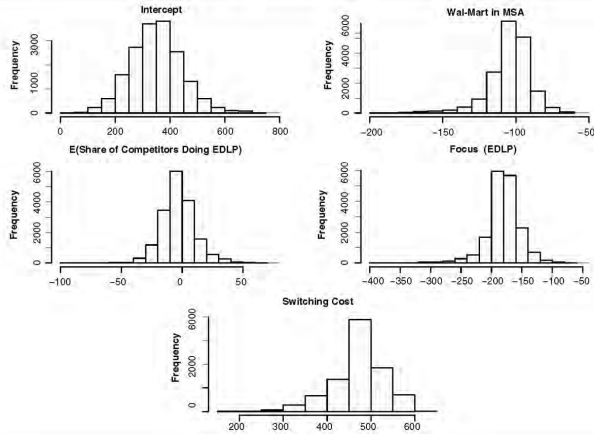 Intercept
Frequency
0 1000 3000
0 200 400 600 800
Wal-Mart in MSA
Frequency
0 2000 4000 6000
−200 −150 −100 −50
E(Share of Competitors Doing EDLP)
Frequency
0 2000 4000 6000
−100 −50 0 50
Focus (EDLP)
Frequency
0 2000 4000 6000
−400 −350 −300 −250 −200 −150 −100 −50
Switching Cost
Frequency
0 2000 6000
200 300 400 500 600